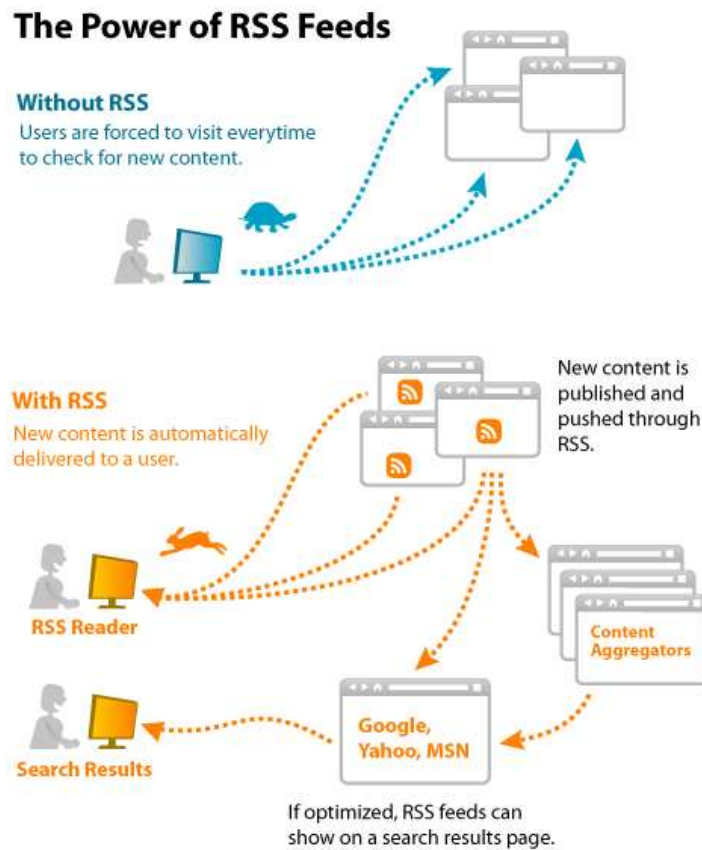 The Power of RSS Feeds
Without RSS
Users are forced to visit everytime
to check for new content.
With RSS
New content is automatically
delivered to a user.
New content is
published and
pushed through
RSS.
RSS Reader
Content
Aggregators
Search Results
Google,
Yahoo, MSN
If optimized, RSS feeds can
show on a search results page.